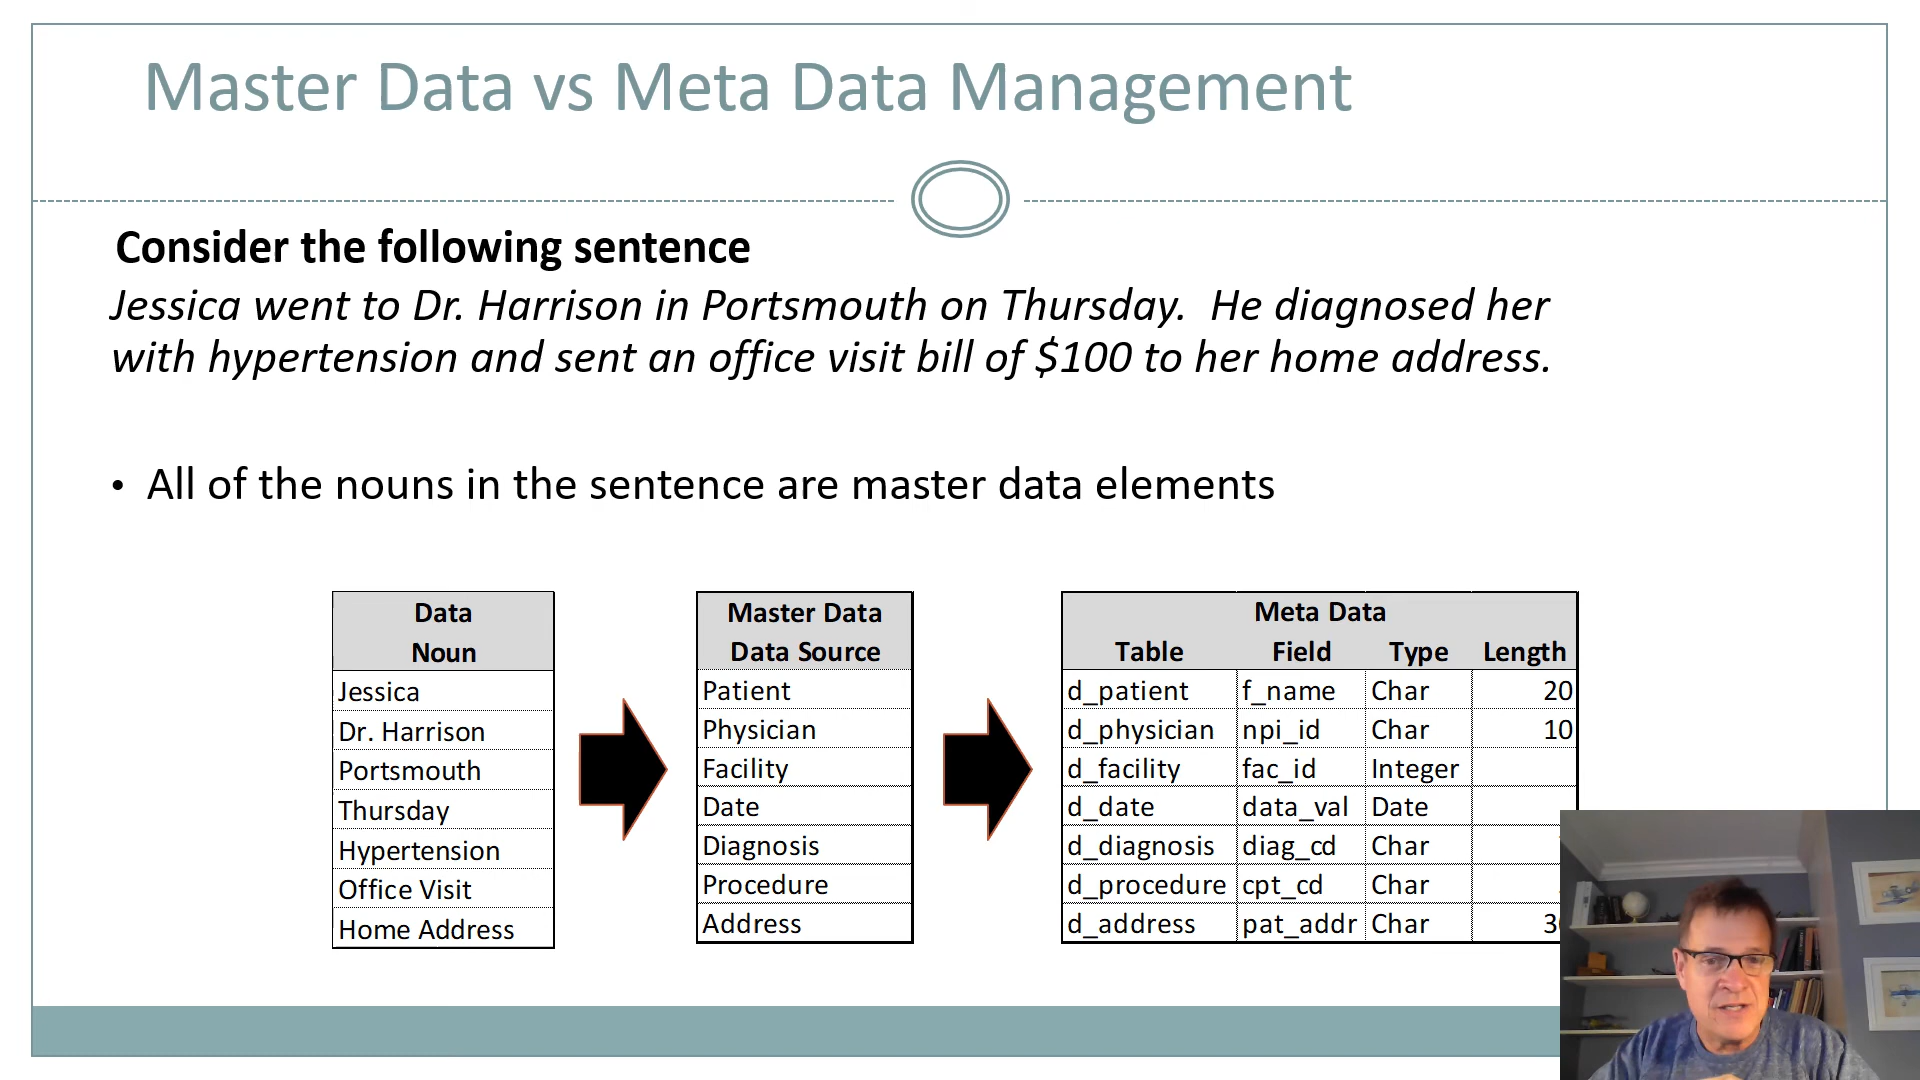 Master Data vs Meta Data Management
Consider the following sentence
Jessica went to Dr. Harrison in Portsmouth on Thursday.  He diagnosed her
with hypertension and sent an office visit bill of $100 to her home address.
• All of the nouns in the sentence are master data elements
Data
Noun
Jessica
Dr. Harrison
Portsmouth
Thursday
Hypertension
Office Visit
Home Address
Master Data
Data Source
Patient
Physician
Facility
Date
Diagnosis
Procedure
Address
Meta Data
Table Field Type Length
d_patient f_name Char 20
d_physician npi_id Char 10
d_facility fac_id Integer
d_date data_val Date
d_diagnosis diag_cd Char
d_procedure cpt_cd Char
d_address pat_addr Char